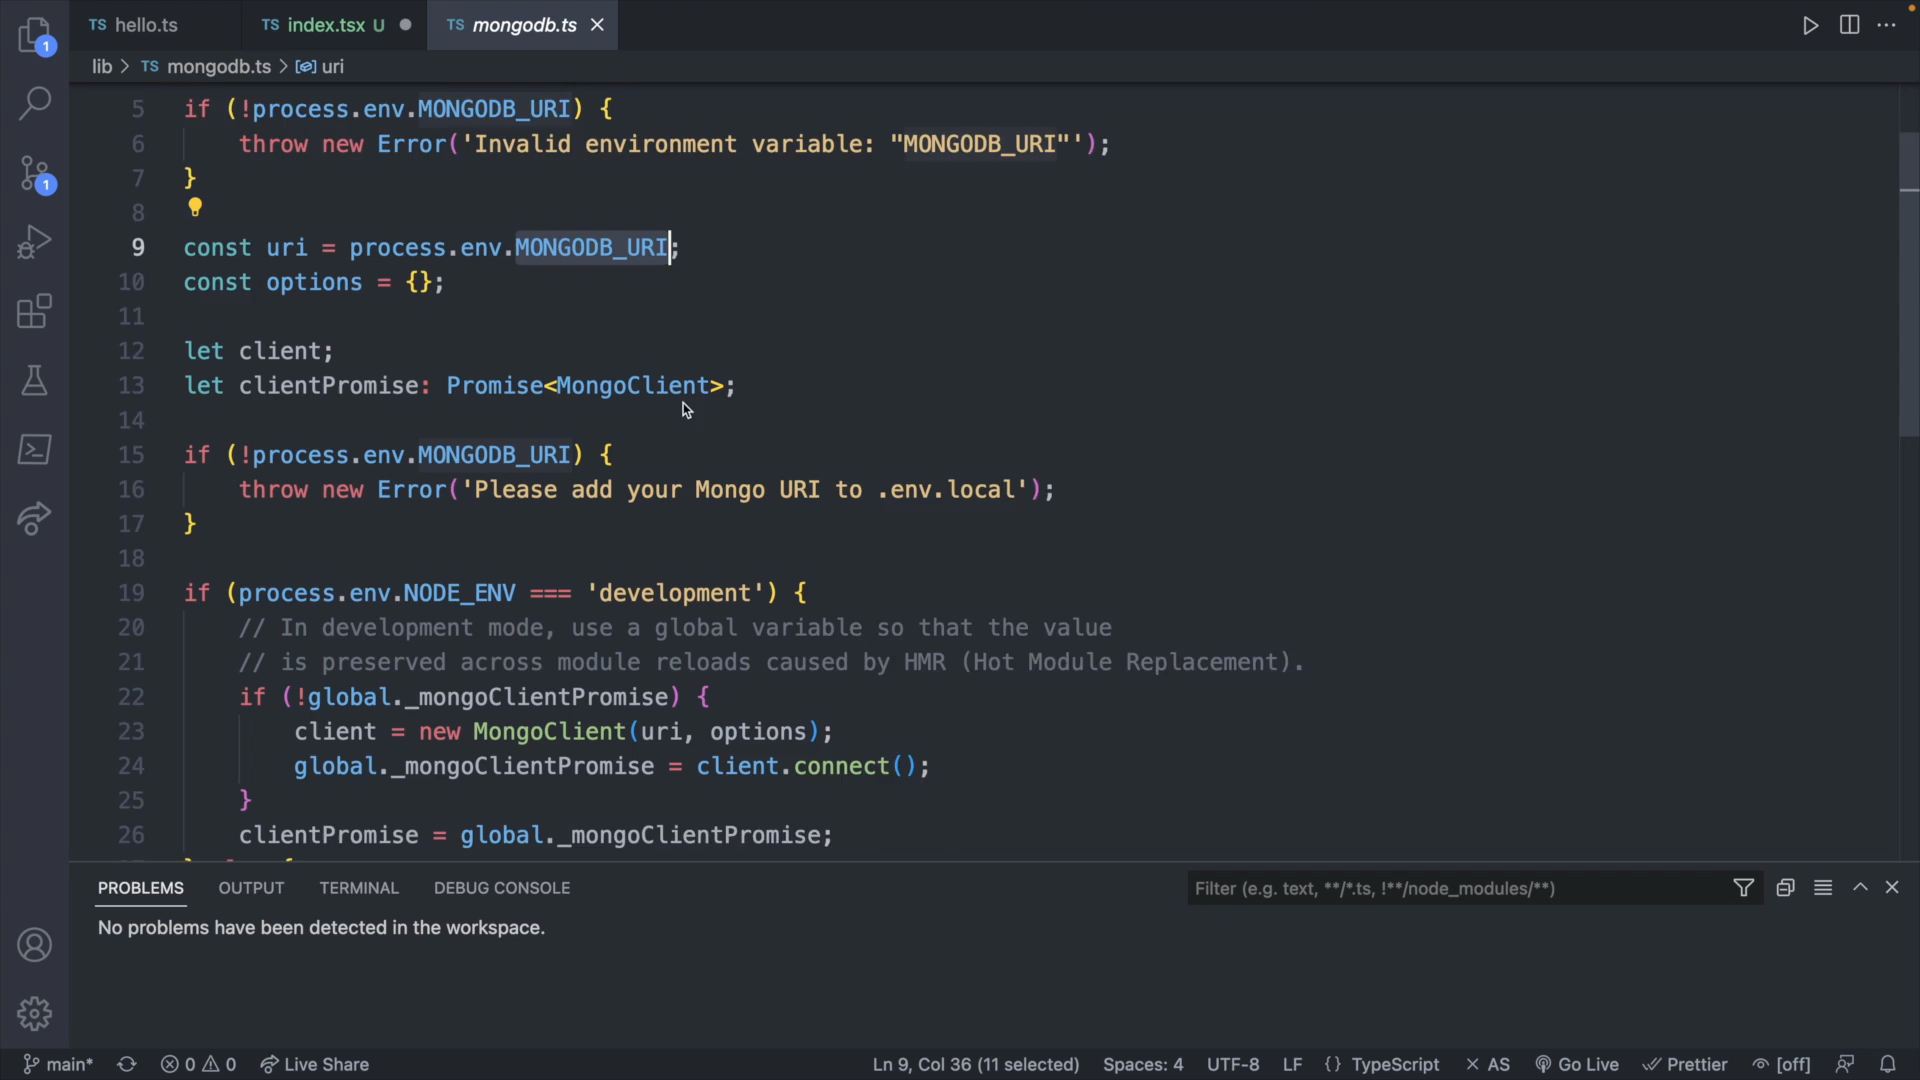 TS hello.ts TS index.tsx U TS mongodb.ts
lib > TS mongodb.ts > uri
5 if (!process.env.MONGODB_URI) {
6 throw new Error('Invalid environment variable: "MONGODB_URI"');
7 }
8
9 const uri = process.env.MONGODB_URI;
10 const options = {};
11
12 let client;
13 let clientPromise: Promise<MongoClient>;
14
15 if (!process.env.MONGODB_URI) {
16 throw new Error('Please add your Mongo URI to .env.local');
17 }
18
19 if (process.env.NODE_ENV === 'development') {
20 // In development mode, use a global variable so that the value
21 // is preserved across module reloads caused by HMR (Hot Module Replacement).
22 if (!global._mongoClientPromise) {
23 client = new MongoClient(uri, options);
24 global._mongoClientPromise = client.connect();
25 }
26 clientPromise = global._mongoClientPromise;
PROBLEMS OUTPUT TERMINAL DEBUG CONSOLE Filter (e.g. text, **/*.ts, !**/node_modules/**)
No problems have been detected in the workspace.
1
1
main* 0 0 Live Share Ln 9, Col 36 (11 selected) Spaces: 4 UTF-8 LF {} TypeScript × AS Go Live Prettier [off]